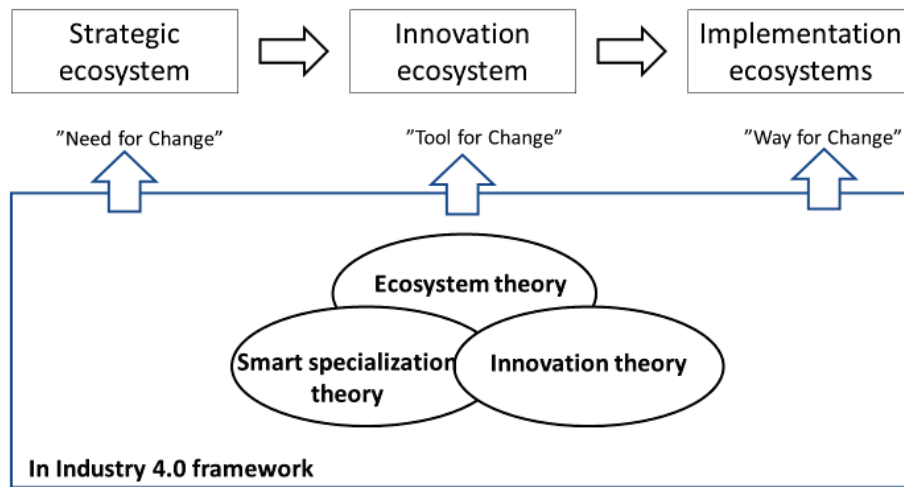 Strategic
ecosystem
Innovation
ecosystem
Implementation
ecosystems
”Need for Change”
”Tool for Change”
”Way for Change”
Ecosystem theory
Smart specialization
theory
Innovation theory
In Industry 4.0 framework